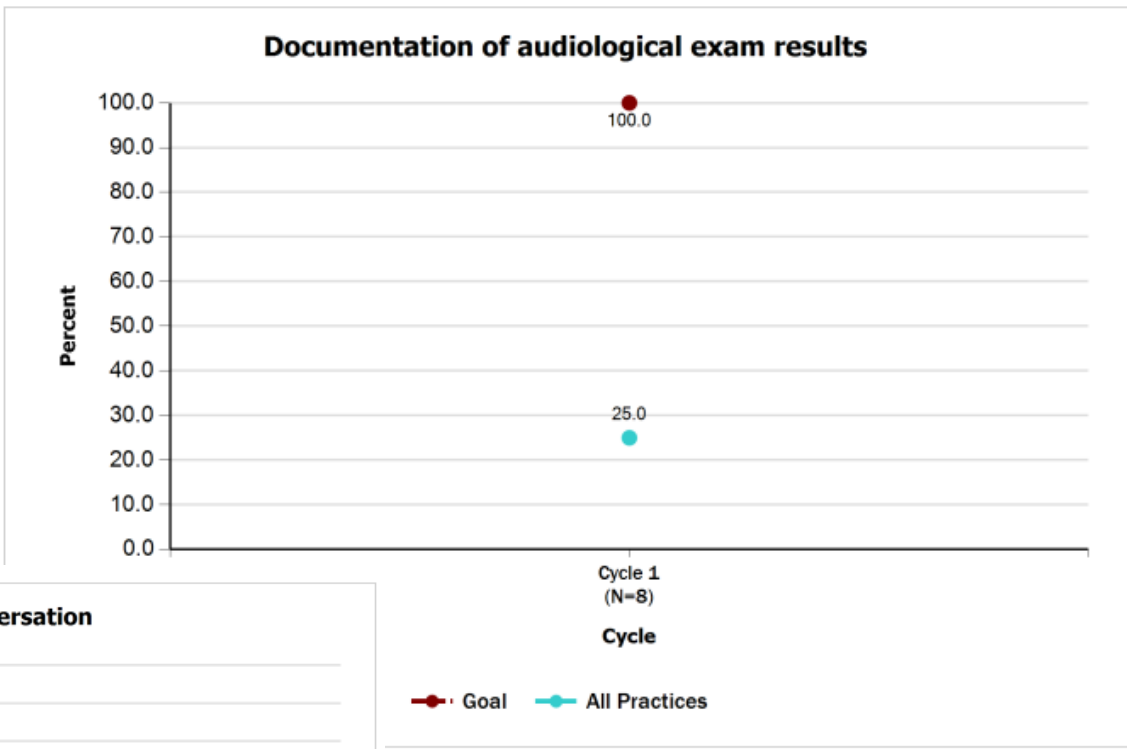 Documentation of audiological exam results
100.0
100.0
90.0
80.0
70.0
60.0
50.0
40.0
30.0
25.0
20.0
10.0
0.0
Percent
Cycle 1
(N=8)
Cycle
Goal All Practices
ersation